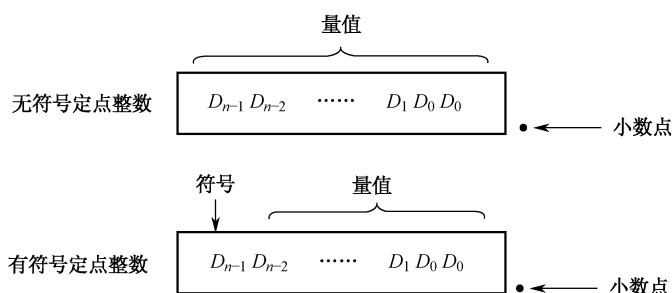 量值
无符号定点整数 Dn−1 Dn−2 …… D1 D0 D0
小数点
符号 量值
有符号定点整数 Dn−1 Dn−2 …… D1 D0 D0
小数点